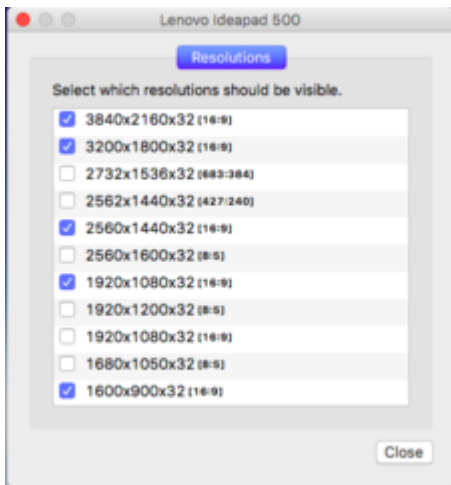 Lenovo Ideapad 500
Resolutions
Select which resolutions should be visible.
3840x2160x32 [16:9]
3200x1800x32 [16:9]
2732x1536x32 [683:384]
2562x1440x32 [427:240]
2560x1440x32 [16:9]
2560x1600x32 [8:5]
1920x1080x32 [16:9]
1920x1200x32 [8:5]
1920x1080x32 [16:9]
1680x1050x32 [8:5]
1600x900x32 [16:9]
Close